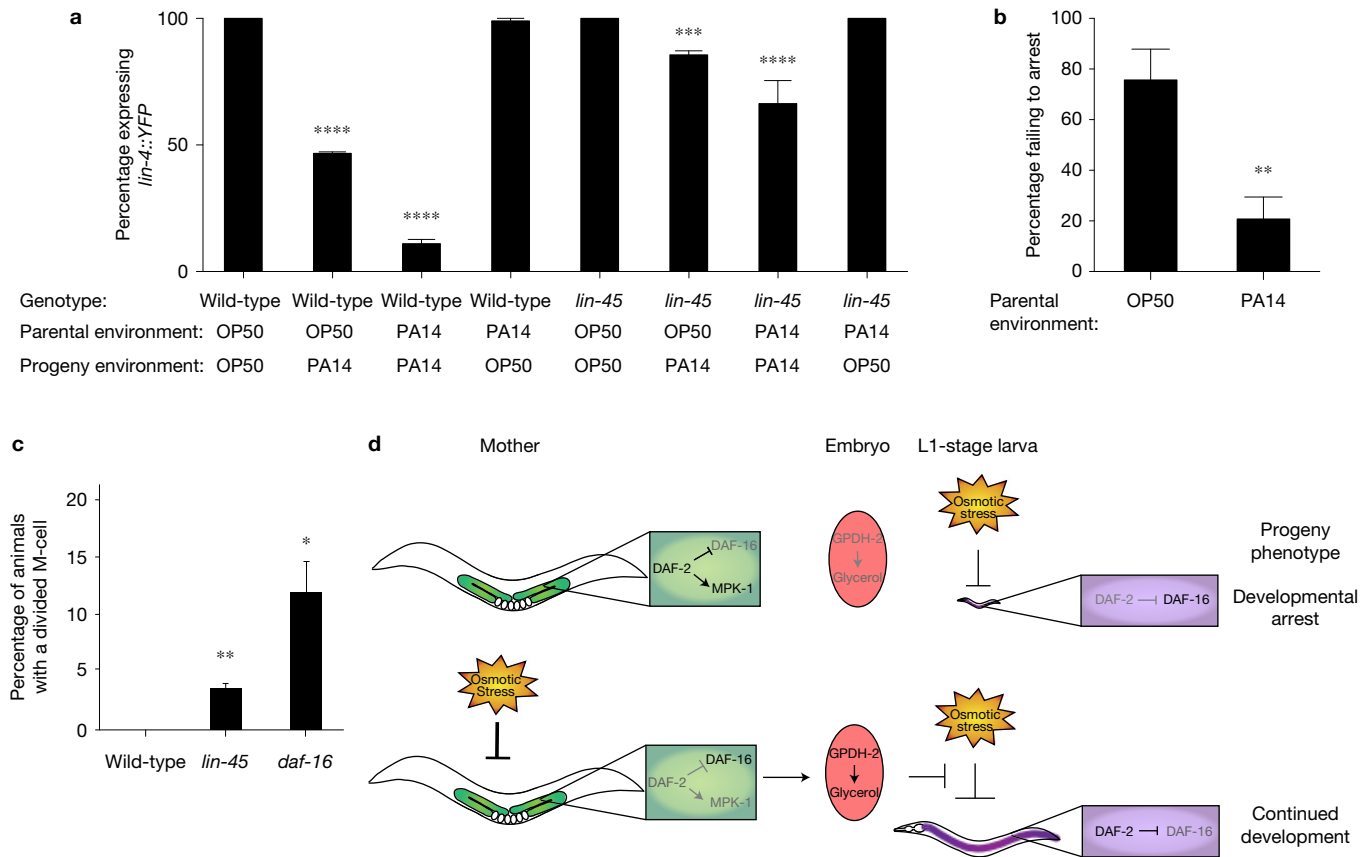 a
Percentage expressing
lin-4::YFP
100
50
0
****
****
***
****
Genotype: Wild-type Wild-type Wild-type Wild-type lin-45 lin-45 lin-45 lin-45
Parental environment: OP50 OP50 PA14 PA14 OP50 OP50 PA14 PA14
Progeny environment: OP50 PA14 PA14 OP50 OP50 PA14 PA14 OP50
b
Percentage failing to arrest
100
80
60
40
20
0
**
Parental
environment:
OP50 PA14
c
Percentage of animals
with a divided M-cell
20
15
10
5
0
**
*
Wild-type lin-45 daf-16
d
Mother Embryo L1-stage larva
Osmotic
stress
DAF-16
DAF-2
MPK-1
GPDH-2
Glycerol
DAF-2 DAF-16
Progeny
phenotype
Developmental
arrest
Osmotic
Stress
DAF-16
DAF-2
MPK-1
GPDH-2
Glycerol
Osmotic
stress
DAF-2 DAF-16
Continued
development